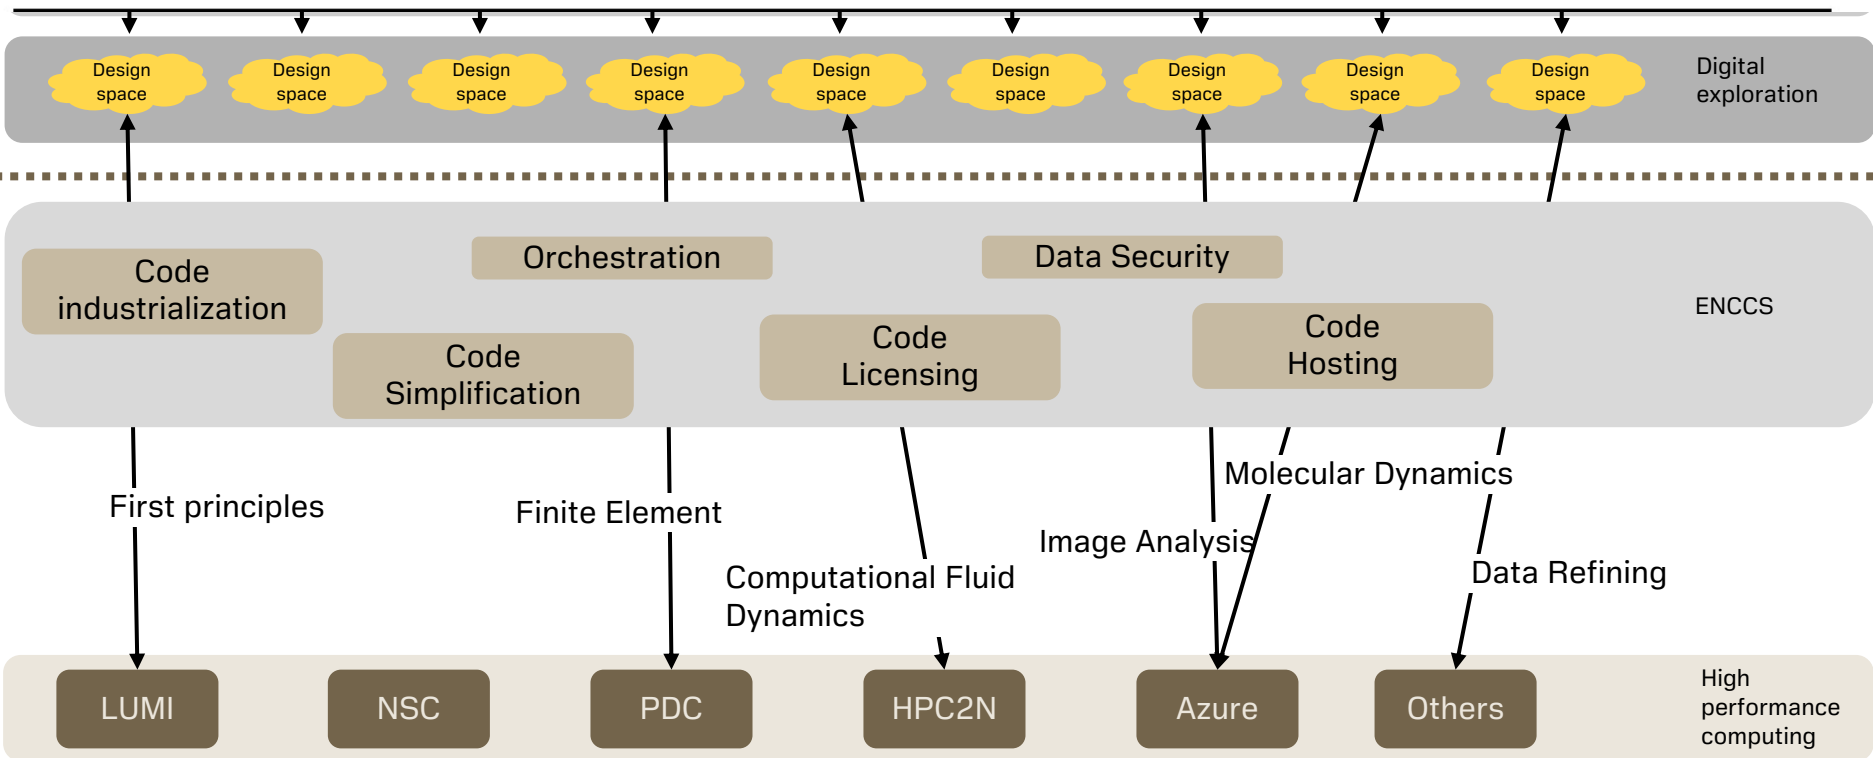 Design
space
Design
space
Design
space
Design
space
Design
space
Design
space
Design
space
Design
space
Design
space
Digital
exploration
Code
industrialization
Orchestration
Data Security
Code
Simplification
Code
Licensing
Code
Hosting
ENCCS
First principles
Finite Element
Computational Fluid
Dynamics
Image Analysis
Molecular Dynamics
Data Refining
LUMI
NSC
PDC
HPC2N
Azure
Others
High
performance
computing